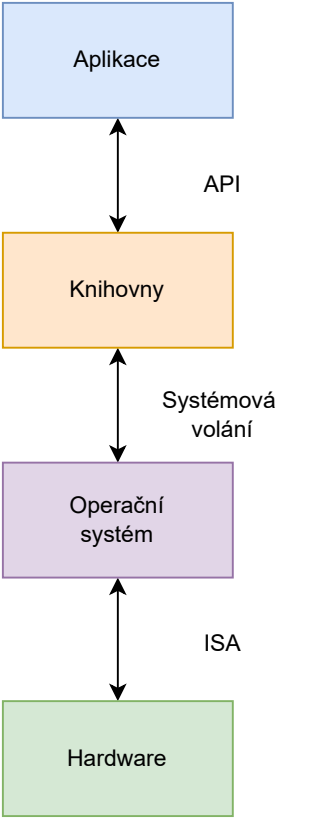 Aplikace
API
Knihovny
Systémová
volání
Operační
systém
ISA
Hardware